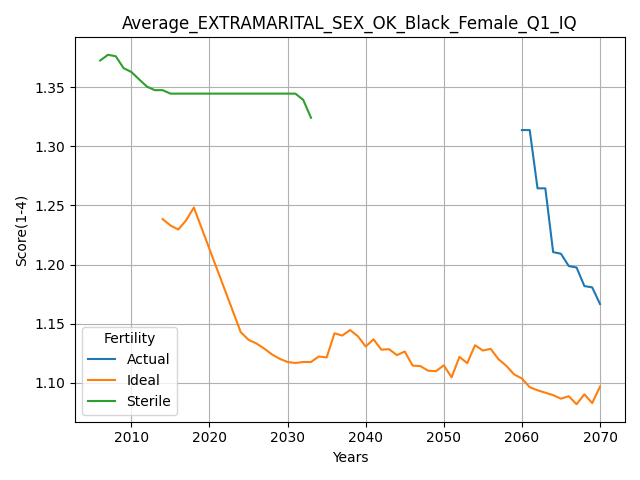 Average_EXTRAMARITAL_SEX_OK_Black_Female_Q1_IQ
Score(1-4)
1.35
1.30
1.25
1.20
1.15
1.10
Fertility
Actual
Ideal
Sterile
2010 2020 2030 2040 2050 2060 2070
Years